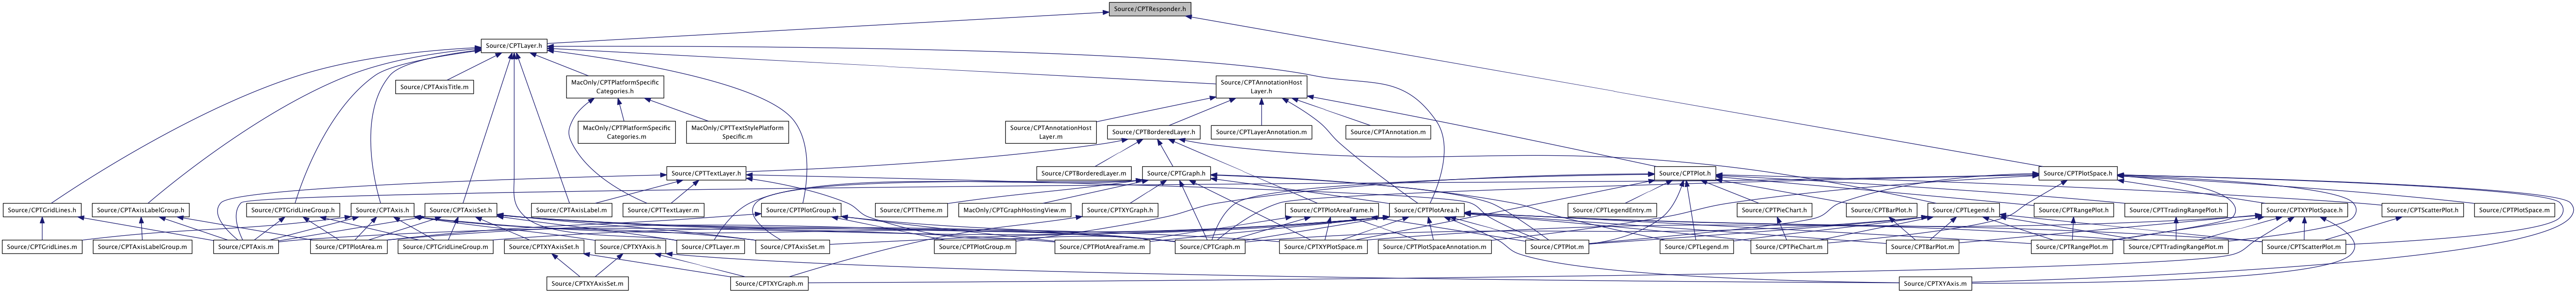 Source/CPTResponder.h
Source/CPTLayer.h
Source/CPTAxisTitle.m
MacOnly/CPTPlatformSpecific
Categories.h
Source/CPTAnnotationHost
Layer.h
MacOnly/CPTPlatformSpecific
Categories.m
MacOnly/CPTTextStylePlatform
Specific.m
Source/CPTAnnotationHost
Layer.m
Source/CPTBorderedLayer.h
Source/CPTLayerAnnotation.m
Source/CPTAnnotation.m
Source/CPTTextLayer.h
Source/CPTBorderedLayer.m
Source/CPTGraph.h
Source/CPTPlot.h
Source/CPTPlotSpace.h
Source/CPTGridLines.h
Source/CPTAxisLabelGroup.h
Source/CPTGridLineGroup.h
Source/CPTAxis.h
Source/CPTAxisSet.h
Source/CPTAxisLabel.m
Source/CPTTextLayer.m
Source/CPTPlotGroup.h
Source/CPTTheme.m
MacOnly/CPTGraphHostingView.m
Source/CPTXYGraph.h
Source/CPTPlotAreaFrame.h
Source/CPTPlotArea.h
Source/CPTLegendEntry.m
Source/CPTPieChart.h
Source/CPTBarPlot.h
Source/CPTLegend.h
Source/CPTRangePlot.h
Source/CPTTradingRangePlot.h
Source/CPTXYPlotSpace.h
Source/CPTScatterPlot.h
Source/CPTPlotSpace.m
Source/CPTGridLines.m
Source/CPTAxisLabelGroup.m
Source/CPTAxis.m
Source/CPTPlotArea.m
Source/CPTGridLineGroup.m
Source/CPTXYAxisSet.h
Source/CPTXYAxis.h
Source/CPTLayer.m
Source/CPTAxisSet.m
Source/CPTPlotGroup.m
Source/CPTPlotAreaFrame.m
Source/CPTGraph.m
Source/CPTXYPlotSpace.m
Source/CPTPlotSpaceAnnotation.m
Source/CPTPlot.m
Source/CPTLegend.m
Source/CPTPieChart.m
Source/CPTBarPlot.m
Source/CPTRangePlot.m
Source/CPTTradingRangePlot.m
Source/CPTScatterPlot.m
Source/CPTXYAxisSet.m
Source/CPTXYGraph.m
Source/CPTXYAxis.m